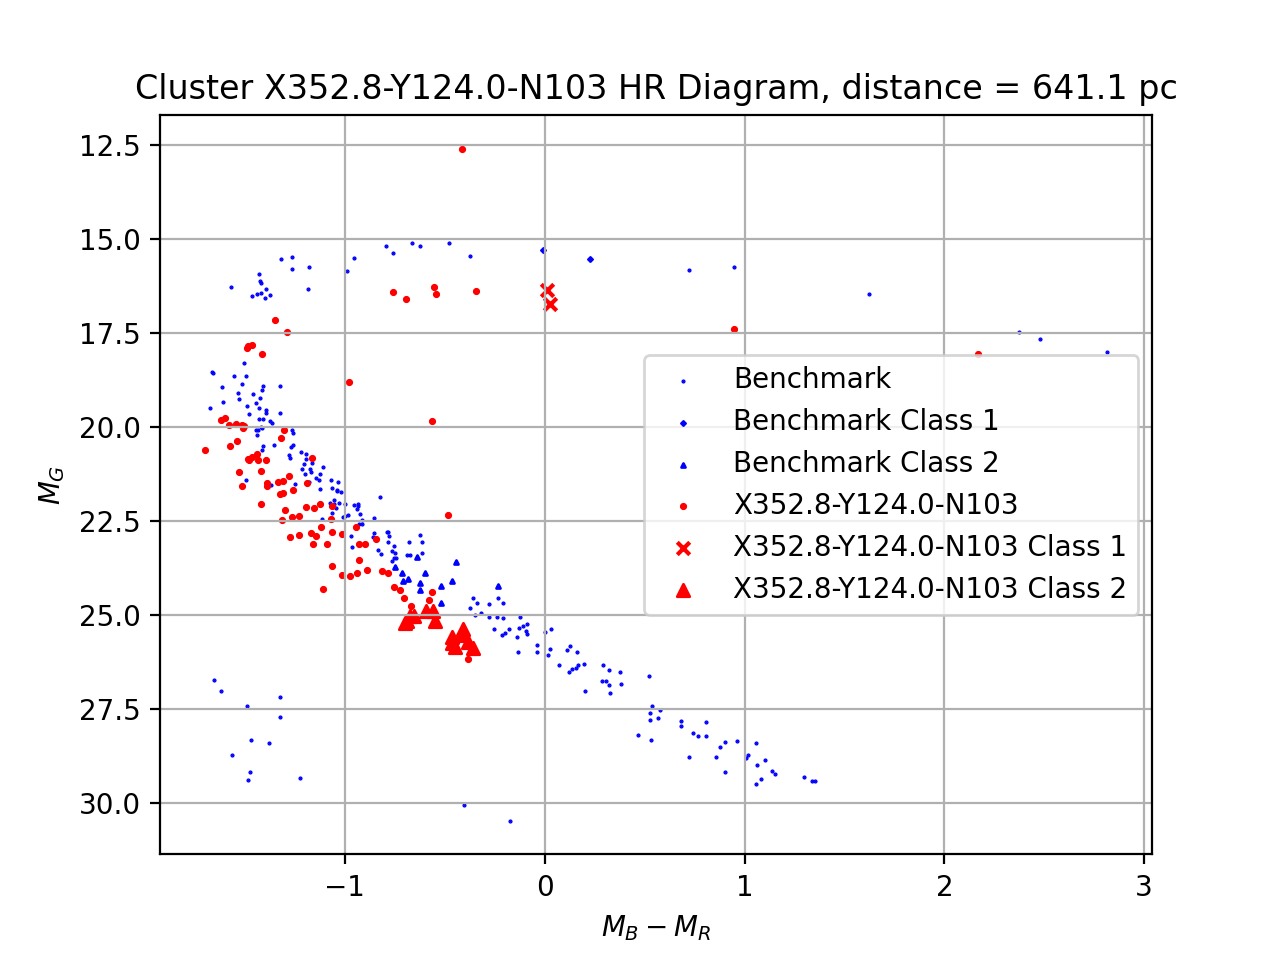 Cluster X352.8-Y124.0-N103 HR Diagram, distance = 641.1 pc
12.5
15.0
17.5
20.0
22.5
25.0
27.5
30.0
M_G
Benchmark
Benchmark Class 1
Benchmark Class 2
X352.8-Y124.0-N103
X352.8-Y124.0-N103 Class 1
X352.8-Y124.0-N103 Class 2
−1 0 1 2 3
M_B − M_R